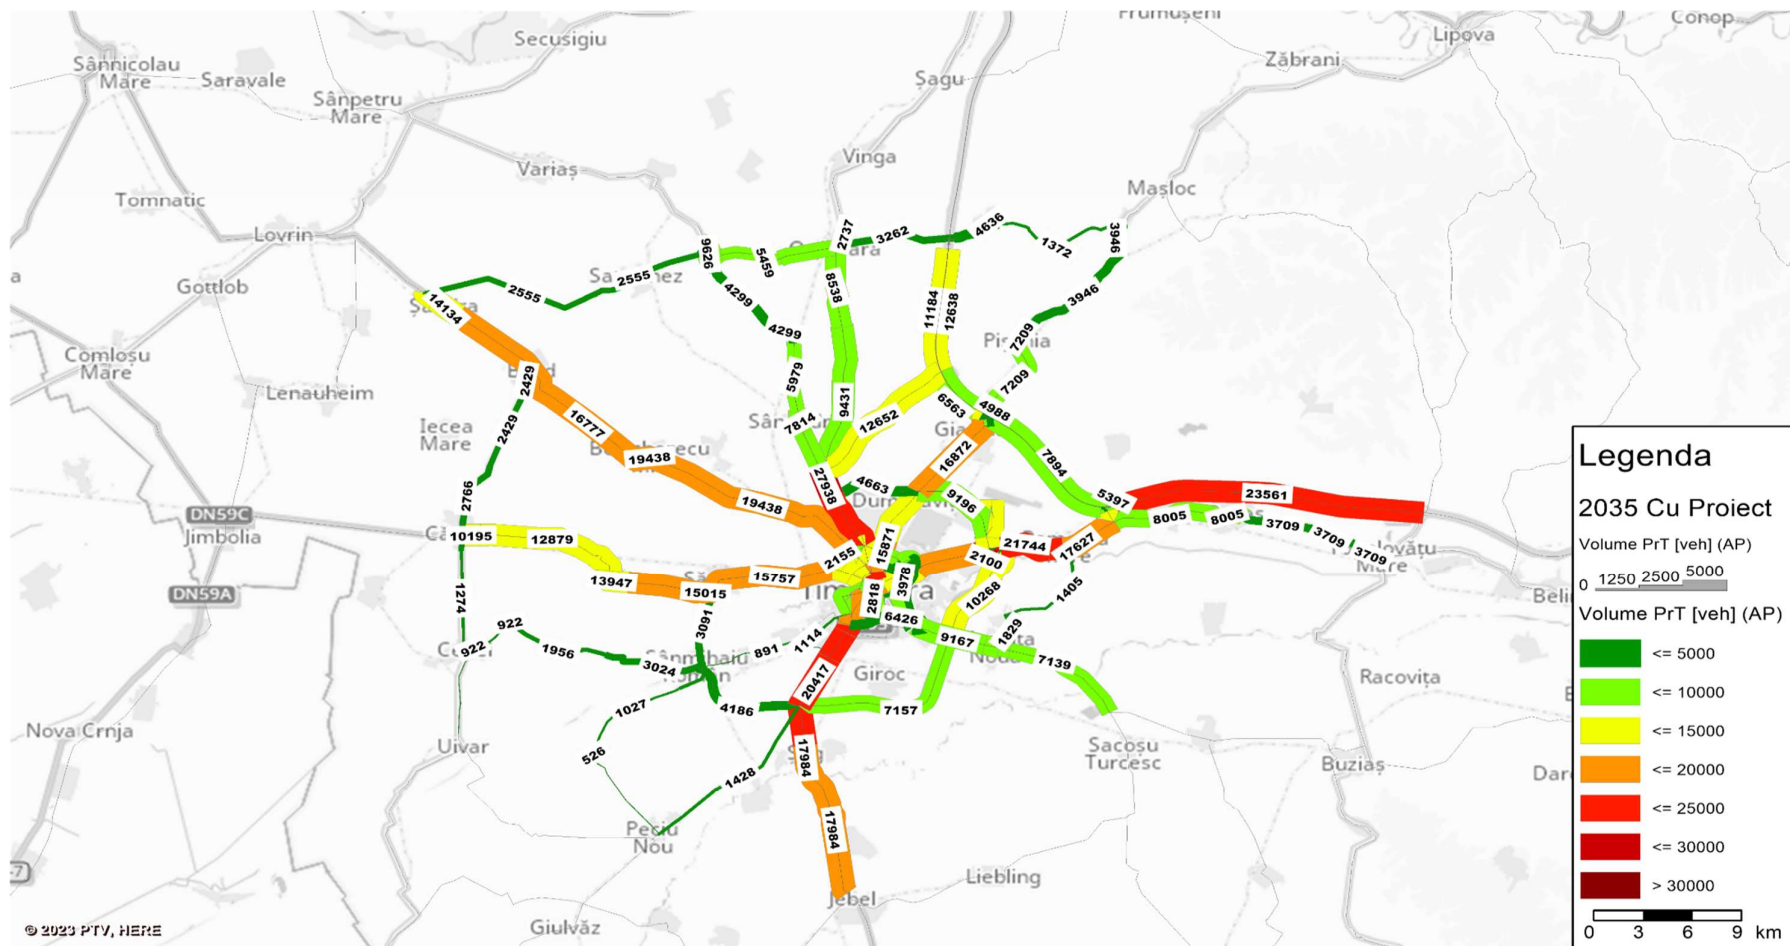 Frumușeni
Conop
Secusigiu
Lipova
Sânnicolau
Mare
Saravale
Șagu
Zăbrani
Sânpetru
Mare
Vinga
Variaș
Mașloc
Tomnatic
Lovrin
9626
5459
2737
3262
4636
1372
3946
Gottlob
2555
2555
4299
8538
3946
14134
11184
12638
4299
7209
Comloșu
Mare
Lenauheim
2429
5979
7209
2429
16777
7814
9431
12652
6563
4988
Iecea
Mare
19438
16872
7894
Legenda
2035 Cu Proiect
Volume PrT [veh] (AP)
0 1250 2500 5000
Volume PrT [veh] (AP)
<= 5000
<= 10000
<= 15000
<= 20000
<= 25000
<= 30000
> 30000
0 3 6 9 km
2766
19438
27938
4663
9196
5397
23561
8005
8005
3709
3709
3709
DN59C
Jimbolia
10195
12879
2155
15871
2100
21744
17627
Mare
DN59A
13947
15015
15757
2818
3978
10268
1405
1274
3091
6426
9167
1829
7139
922
922
1956
3024
891
1114
Giroc
Racovița
20417
1027
4186
7157
Nova Crnja
Uivar
526
1428
17984
Sacoșu
Turcesc
Buziaș
17984
Peciu
Nou
Jebel
Liebling
Giulvăz
© 2023 PTV, HERE